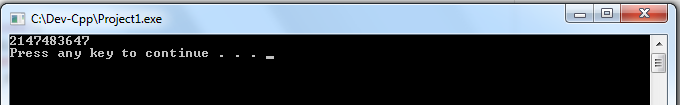 C:\Dev-Cpp\Project1.exe
2147483647
Press any key to continue . . . _